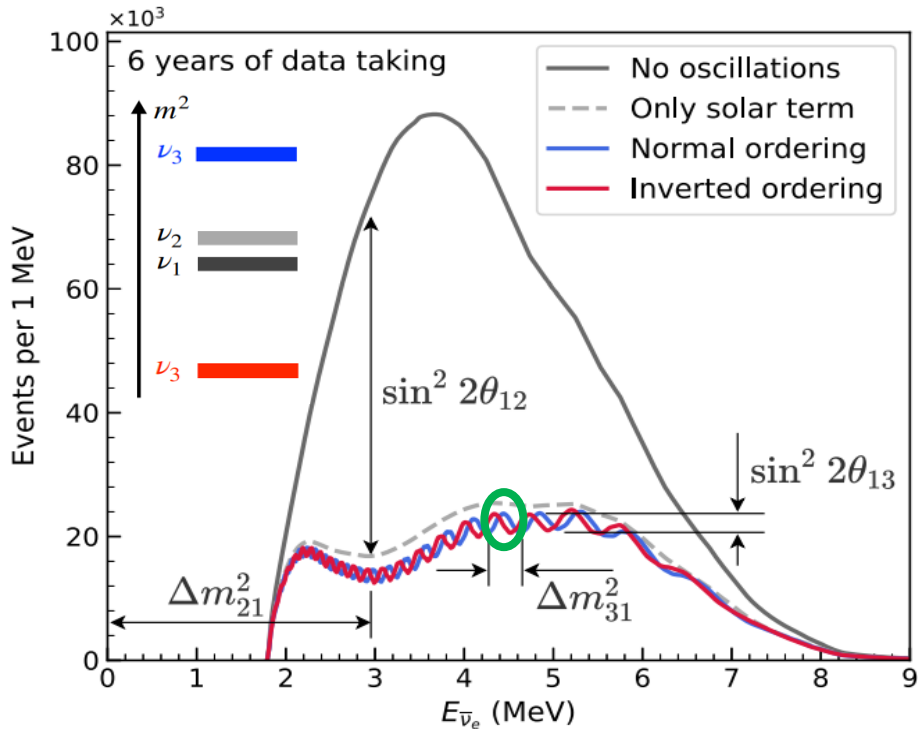 ×10³
6 years of data taking
m²
ν₃
ν₂
ν₁
ν₃
No oscillations
Only solar term
Normal ordering
Inverted ordering
sin² 2θ₁₂
sin² 2θ₁₃
Δm²₂₁
Δm²₃₁
100
80
60
40
20
0
Events per 1 MeV
0 1 2 3 4 5 6 7 8 9
E_ν̅ₑ (MeV)